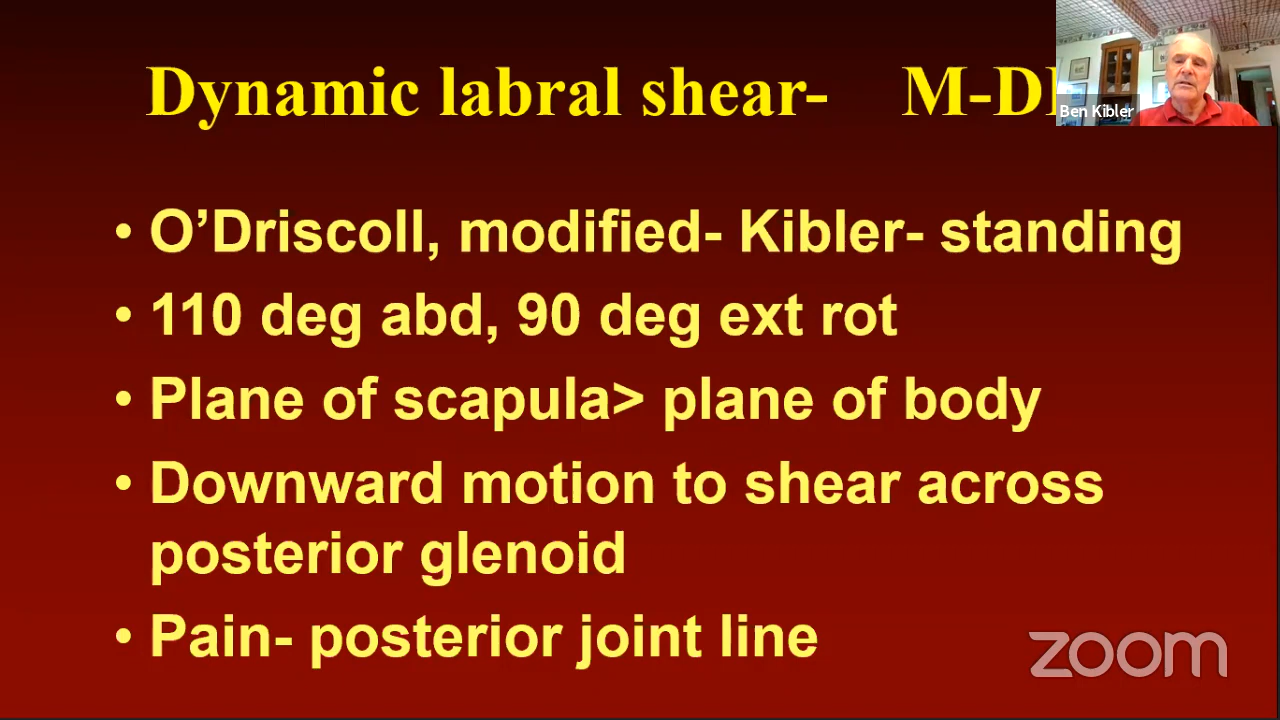 Dynamic labral shear- M-D
Ben Kibler
• O’Driscoll, modified- Kibler- standing
• 110 deg abd, 90 deg ext rot
• Plane of scapula> plane of body
• Downward motion to shear across
posterior glenoid
• Pain- posterior joint line
zoom